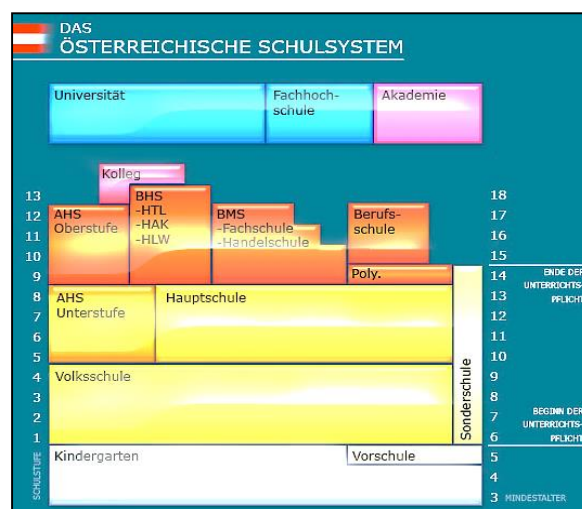 DAS
ÖSTERREICHISCHE SCHULSYSTEM
Universität
Fachhoch-
schule
Akademie
Kolleg
13
12
11
10
9
8
7
6
5
4
3
2
1
SCHULSTUFE
AHS
Oberstufe
BHS
-HTL
-HAK
-HLW
BMS
-Fachschule
-Handelschule
Berufs-
schule
Poly.
AHS
Unterstufe
Hauptschule
Volksschule
Sonderschule
Kindergarten
Vorschule
18
17
16
15
14
13
12
11
10
9
8
7
6
5
4
3 MINDESTALTER
ENDE DER
UNTERRICHTS-
PFLICHT
BEGINN DER
UNTERRICHTS-
PFLICHT